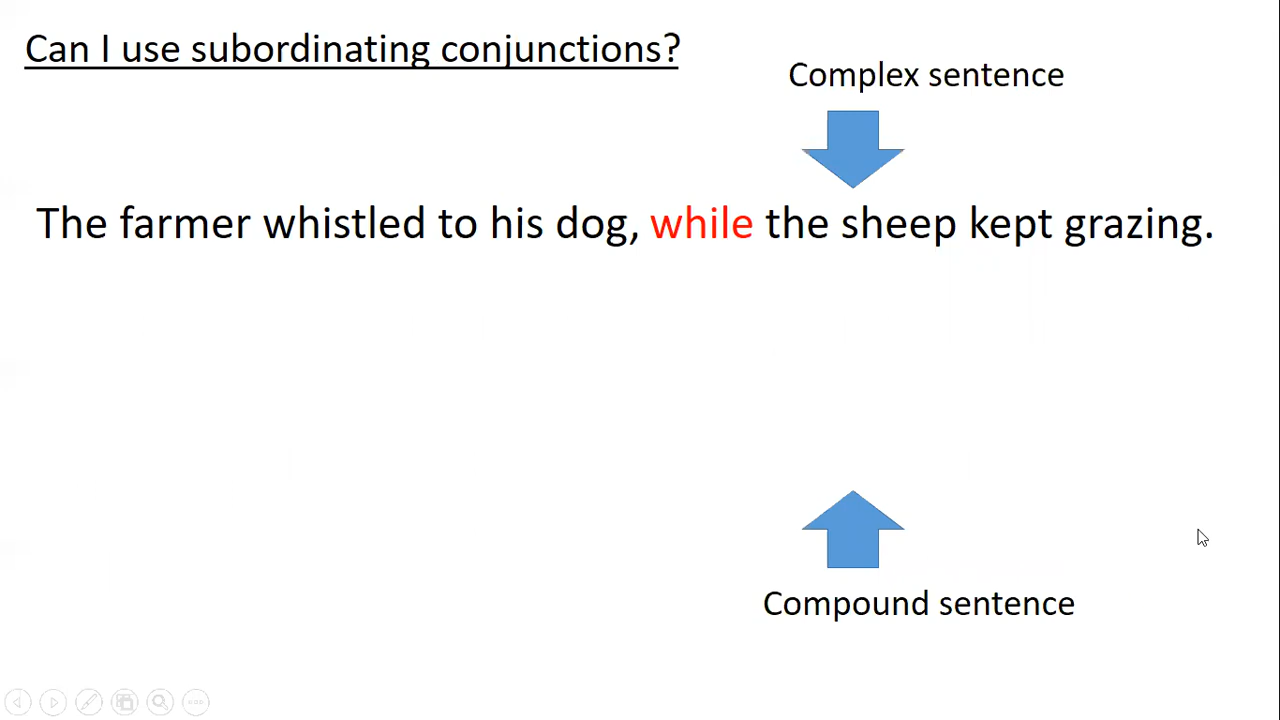 Can I use subordinating conjunctions?
Complex sentence
The farmer whistled to his dog, while the sheep kept grazing.
Compound sentence